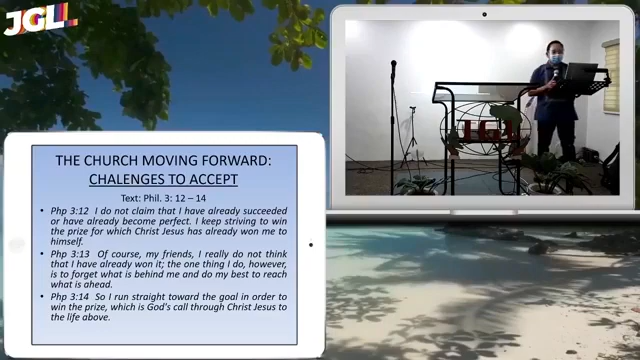 JGL
THE CHURCH MOVING FORWARD:
CHALENGES TO ACCEPT
Text: Phil. 3: 12 – 14
• Php 3:12 I do not claim that I have already succeeded
or have already become perfect. I keep striving to win
the prize for which Christ Jesus has already won me to
himself.
• Php 3:13 Of course, my friends, I really do not think
that I have already won it; the one thing I do, however,
is to forget what is behind me and do my best to reach
what is ahead.
• Php 3:14 So I run straight toward the goal in order to
win the prize, which is God's call through Christ Jesus to
the life above.
JGL